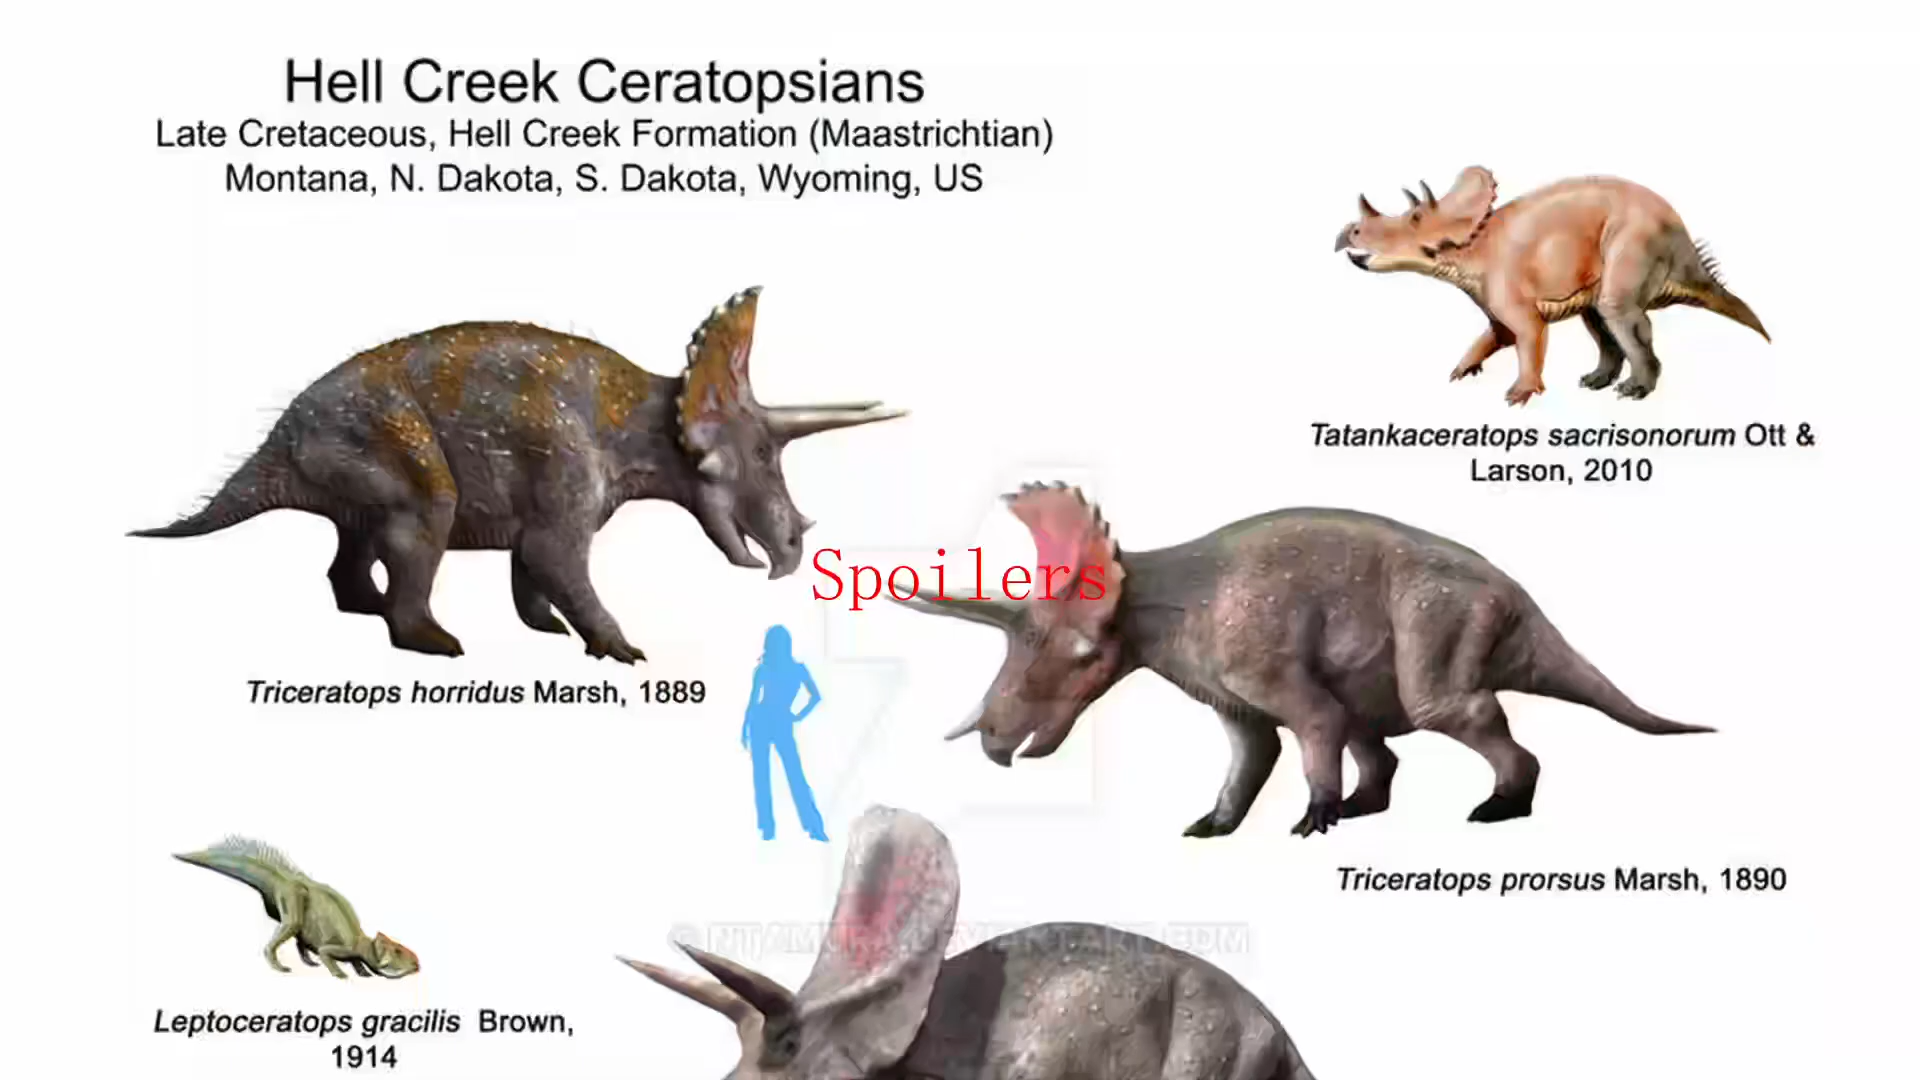 Hell Creek Ceratopsians
Late Cretaceous, Hell Creek Formation (Maastrichtian)
Montana, N. Dakota, S. Dakota, Wyoming, US
Tatankaceratops sacrisonorum Ott &
Larson, 2010
Spoilers
Triceratops horridus Marsh, 1889
Triceratops prorsus Marsh, 1890
Leptoceratops gracilis Brown,
1914